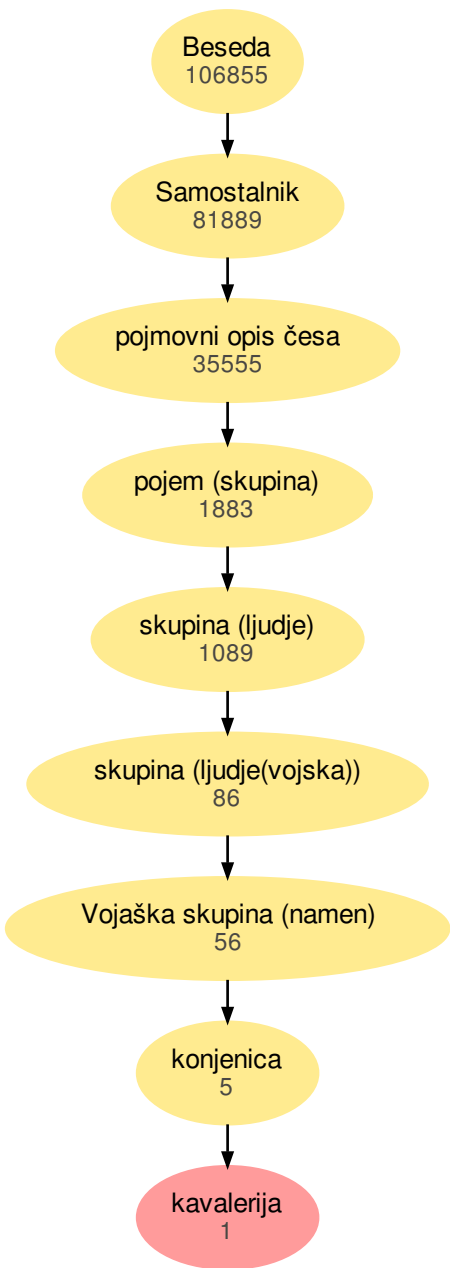 Beseda
106855
Samostalnik
81889
pojmovni opis česa
35555
pojem (skupina)
1883
skupina (ljudje)
1089
skupina (ljudje(vojska))
86
Vojaška skupina (namen)
56
konjenica
5
kavalerija
1